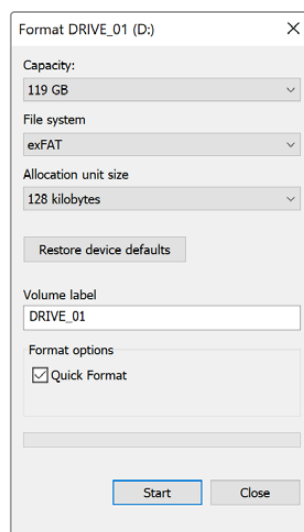 Format DRIVE_01 (D:)
Capacity:
119 GB
File system
exFAT
Allocation unit size
128 kilobytes
Restore device defaults
Volume label
DRIVE_01
Format options
Quick Format
Start Close